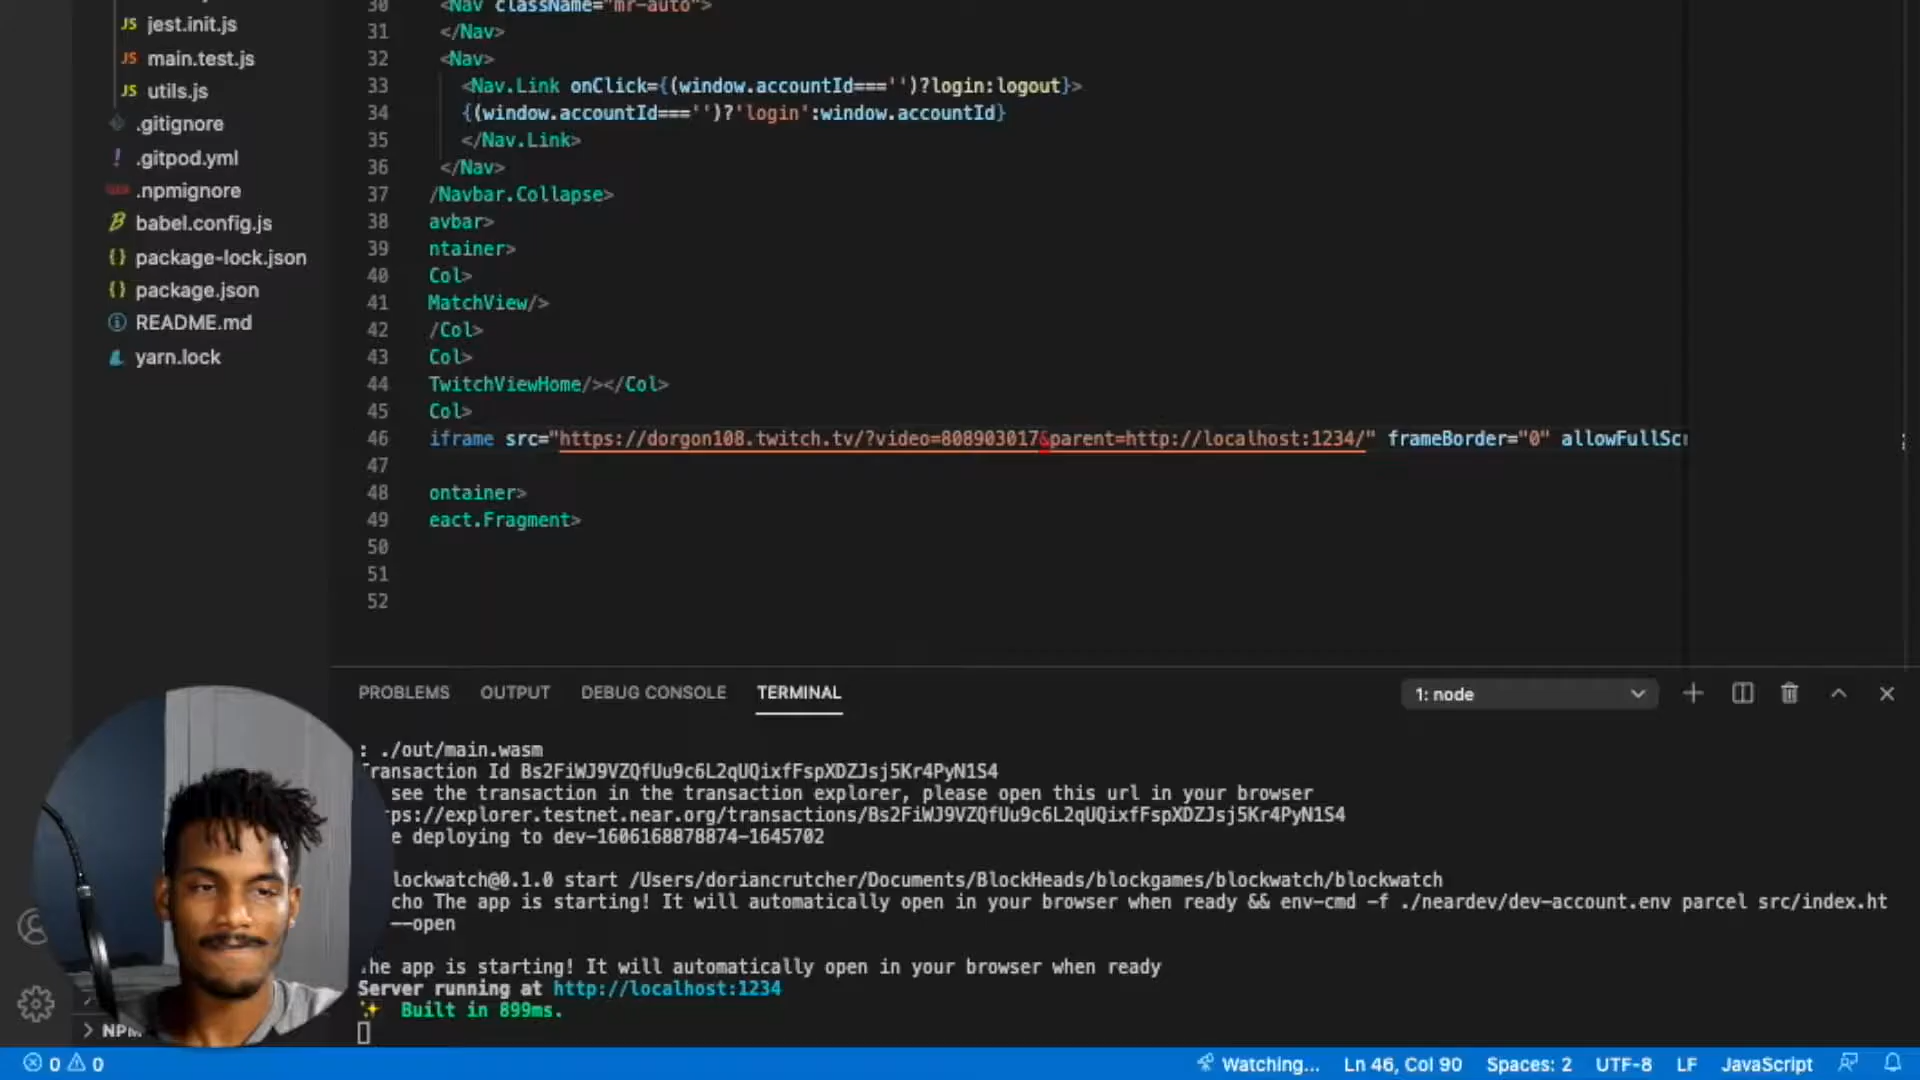 jest.init.js
main.test.js
utils.js
.gitignore
.gitpod.yml
.npmignore
babel.config.js
package-lock.json
package.json
README.md
yarn.lock
30 <Nav className="mr-auto">
31 </Nav>
32 <Nav>
33 <Nav.Link onClick={(window.accountId==='')?login:logout}>
34 {(window.accountId==='')?'login':window.accountId}
35 </Nav.Link>
36 </Nav>
37 /Navbar.Collapse>
38 avbar>
39 ntainer>
40 Col>
41 MatchView/>
42 /Col>
43 Col>
44 TwitchViewHome/></Col>
45 Col>
46 iframe src="https://dorgon108.twitch.tv/?video=808903017&parent=http://localhost:1234/" frameBorder="0" allowFullScr
47
48 ontainer>
49 eact.Fragment>
50
51
52
PROBLEMS OUTPUT DEBUG CONSOLE TERMINAL 1: node
: ./out/main.wasm
Transaction Id Bs2FiWJ9VZQfUu9c6L2qUQixfFspXDZJsj5Kr4PyN1S4
see the transaction in the transaction explorer, please open this url in your browser
ps://explorer.testnet.near.org/transactions/Bs2FiWJ9VZQfUu9c6L2qUQixfFspXDZJsj5Kr4PyN1S4
e deploying to dev-1606168878874-1645702
lockwatch@0.1.0 start /Users/doriancrutcher/Documents/BlockHeads/blockgames/blockwatch/blockwatch
cho The app is starting! It will automatically open in your browser when ready && env-cmd -f ./neardev/dev-account.env parcel src/index.ht
--open
The app is starting! It will automatically open in your browser when ready
Server running at http://localhost:1234
✨ Built in 899ms.
> NPM
0 0 Watching... Ln 46, Col 90 Spaces: 2 UTF-8 LF JavaScript